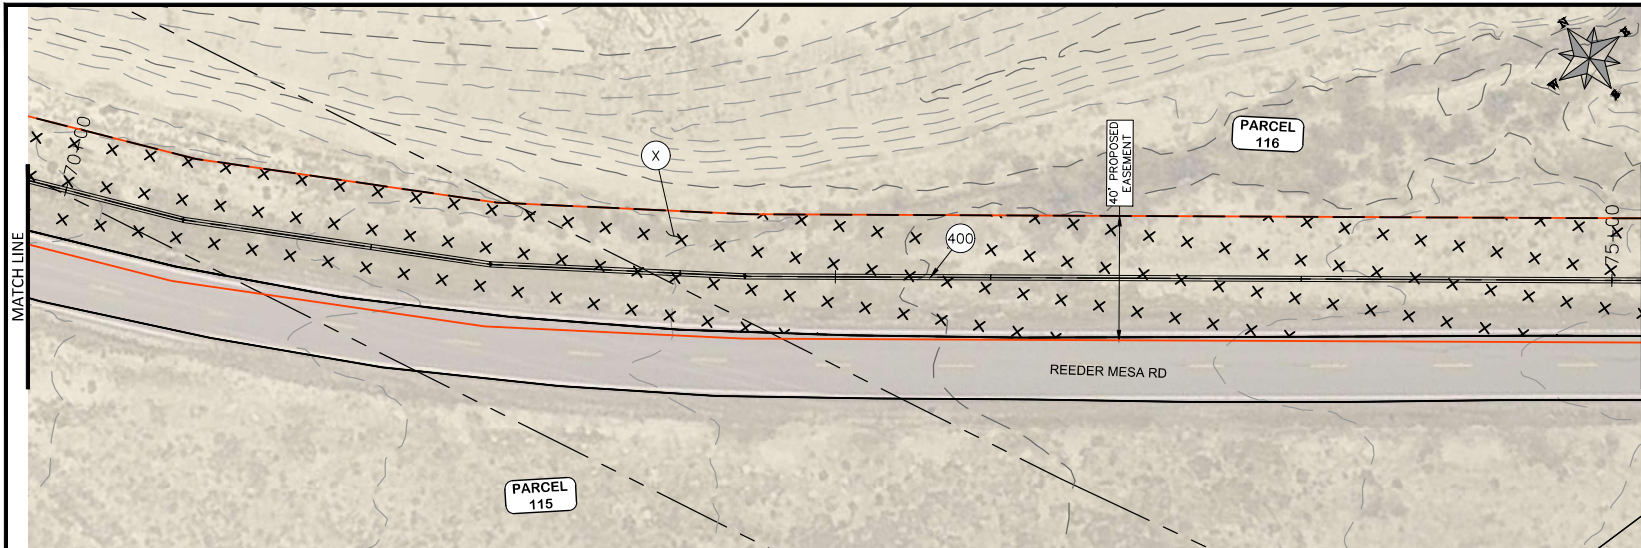 MATCH LINE
70+00
X
400
40' PROPOSED
EASEMENT
PARCEL
116
75+00
REEDER MESA RD
PARCEL
115